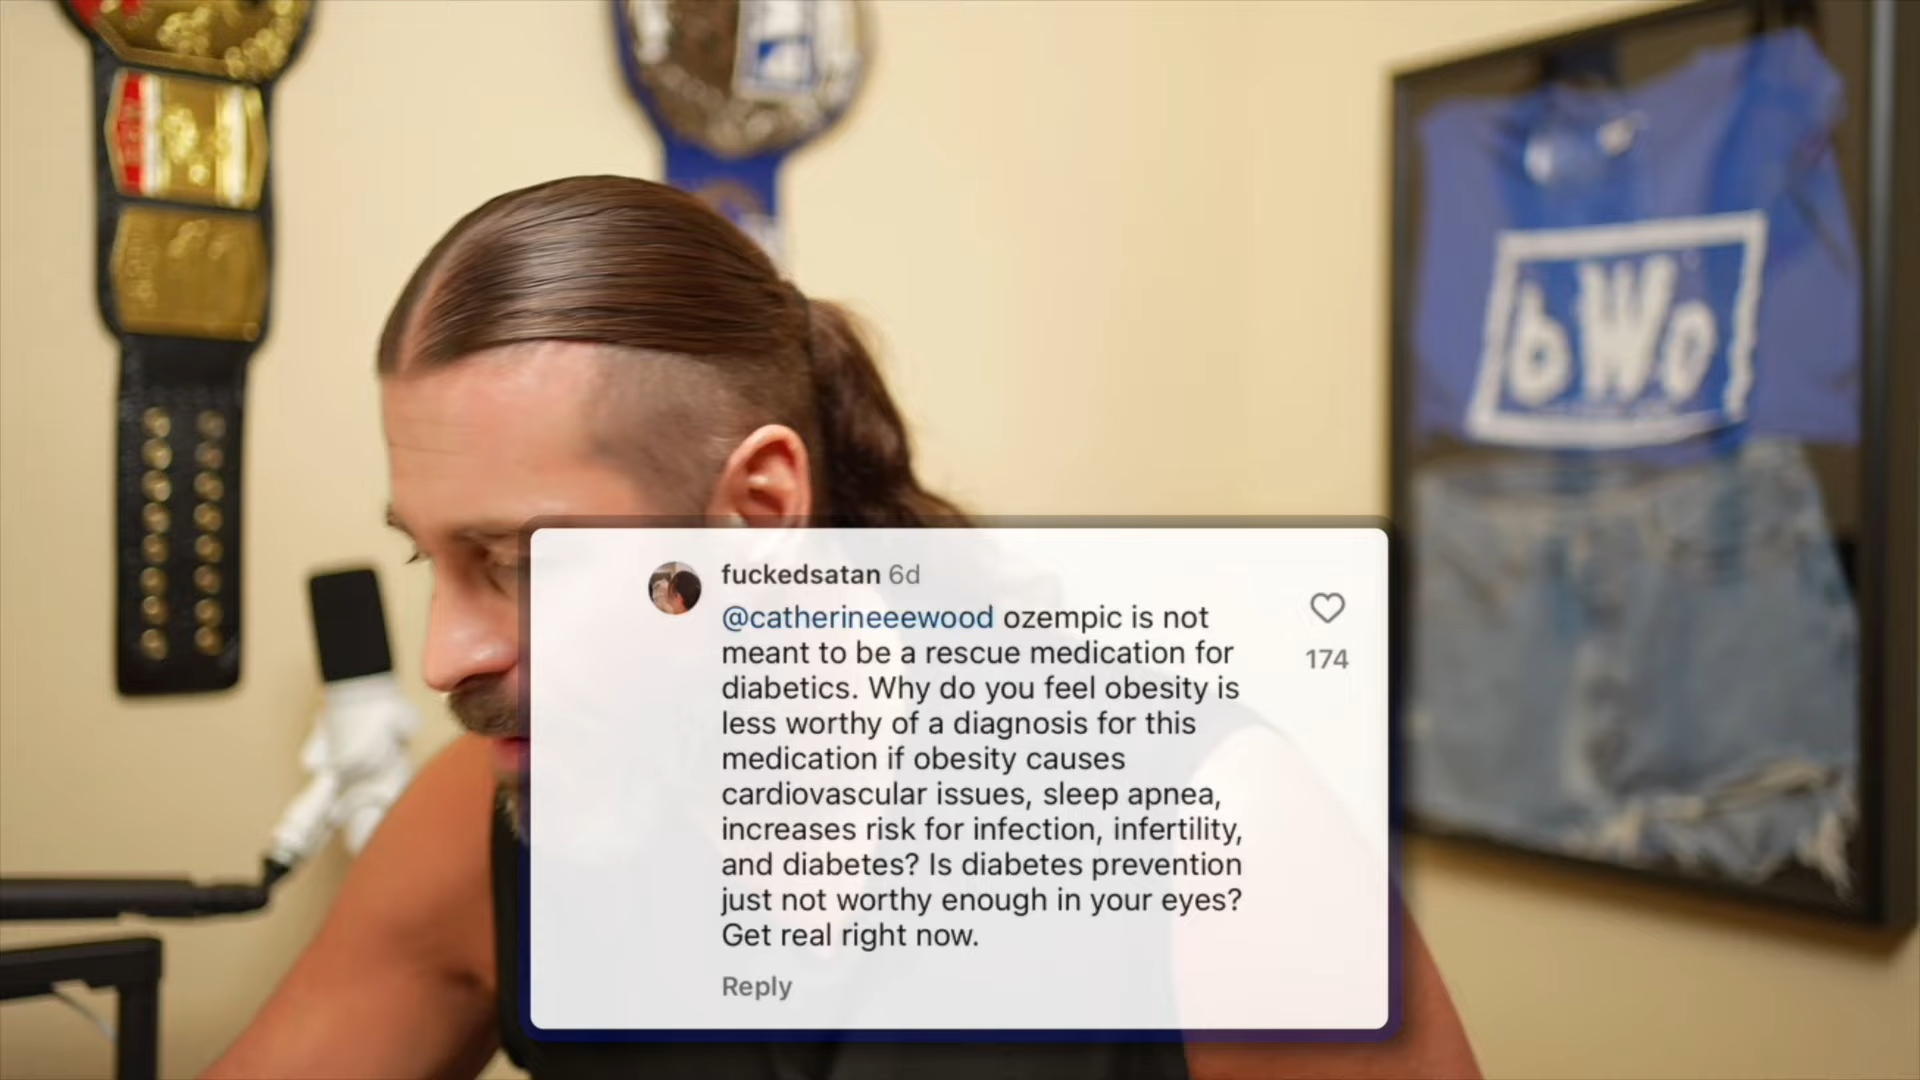 bWo
fuckedsatan 6d
@catherineeewood ozempic is not
meant to be a rescue medication for
diabetics. Why do you feel obesity is
less worthy of a diagnosis for this
medication if obesity causes
cardiovascular issues, sleep apnea,
increases risk for infection, infertility,
and diabetes? Is diabetes prevention
just not worthy enough in your eyes?
Get real right now.
174
Reply